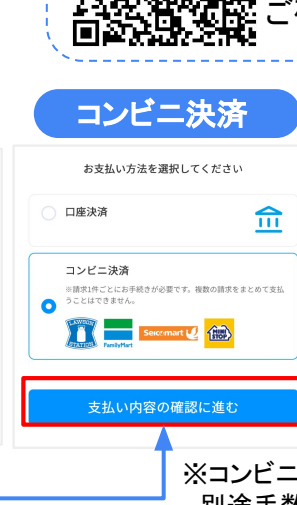 コンビニ決済
お支払い方法を選択してください
口座決済
コンビニ決済
※請求1件ごとにお手続きが必要です。複数の請求をまとめて支払
うことはできません。
LAWSON STATION FamilyMart Seicomart MINI STOP
支払い内容の確認に進む
※コンビニ
別途手数